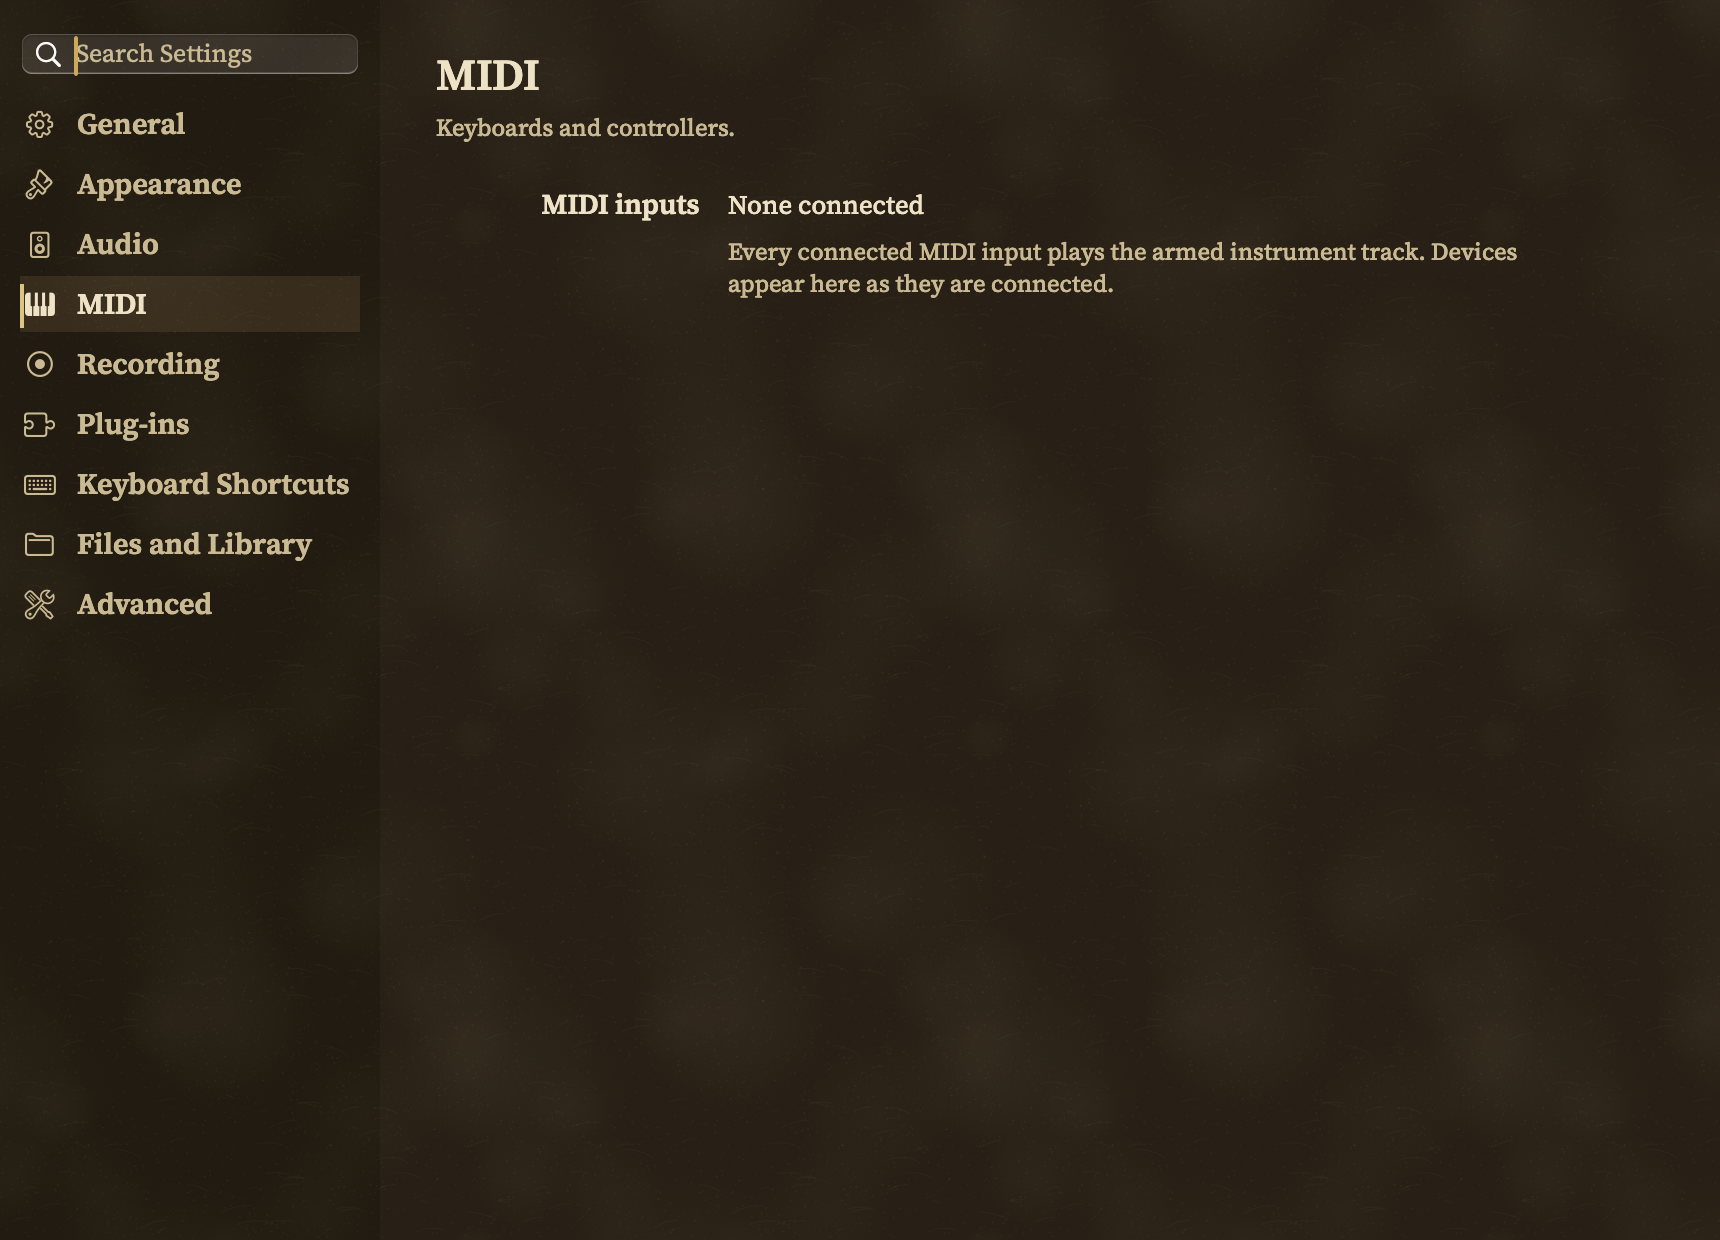 Search Settings
General
Appearance
Audio
MIDI
Recording
Plug-ins
Keyboard Shortcuts
Files and Library
Advanced
MIDI
Keyboards and controllers.
MIDI inputs None connected
Every connected MIDI input plays the armed instrument track. Devices
appear here as they are connected.